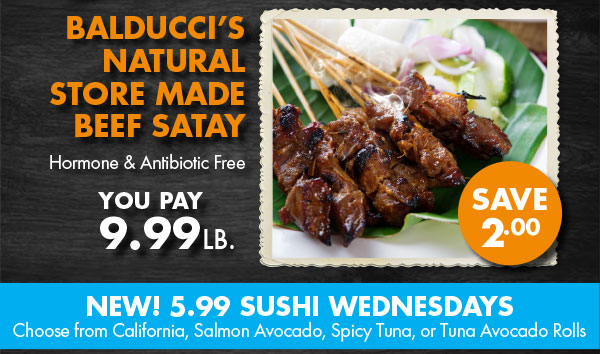 BALDUCCI'S
NATURAL
STORE MADE
BEEF SATAY
Hormone & Antibiotic Free
YOU PAY
9.99LB.
SAVE
2.00
NEW! 5.99 SUSHI WEDNESDAYS
Choose from California, Salmon Avocado, Spicy Tuna, or Tuna Avocado Rolls